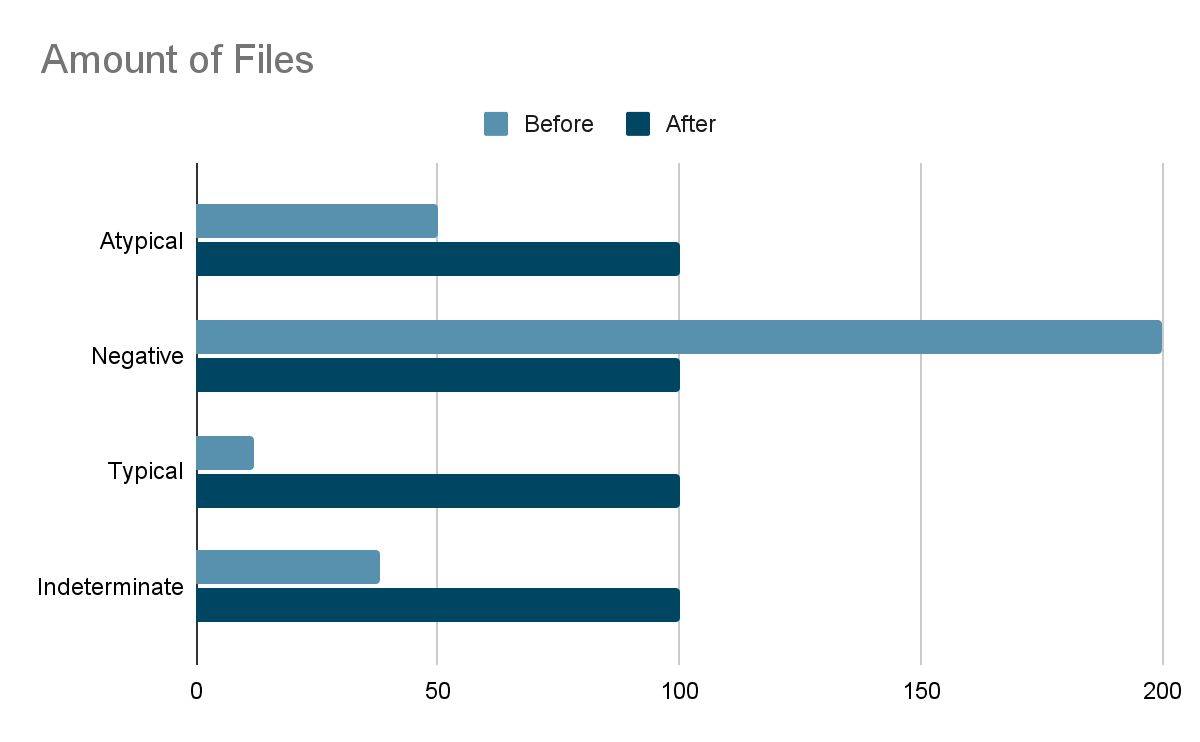 Amount of Files
Before After
Atypical
Negative
Typical
Indeterminate
0 50 100 150 200